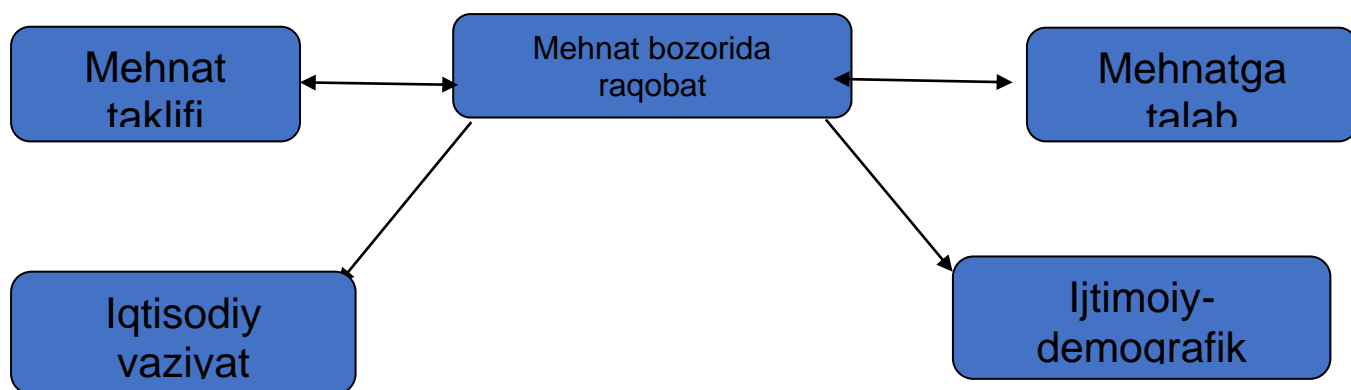 Mehnat
taklifi
Mehnat bozorida
raqobat
Mehnatga
talab
Iqtisodiy
vaziyat
Ijtimoiy-
demografik